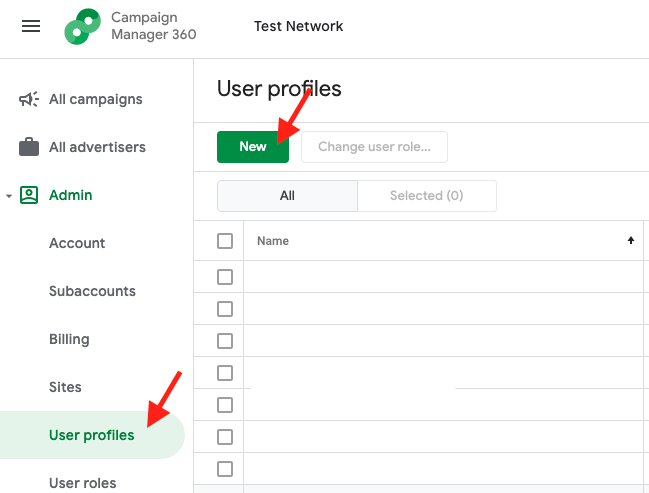 Campaign
Manager 360
Test Network
All campaigns
All advertisers
Admin
Account
Subaccounts
Billing
Sites
User profiles
User roles
User profiles
New
Change user role...
All
Selected (0)
Name